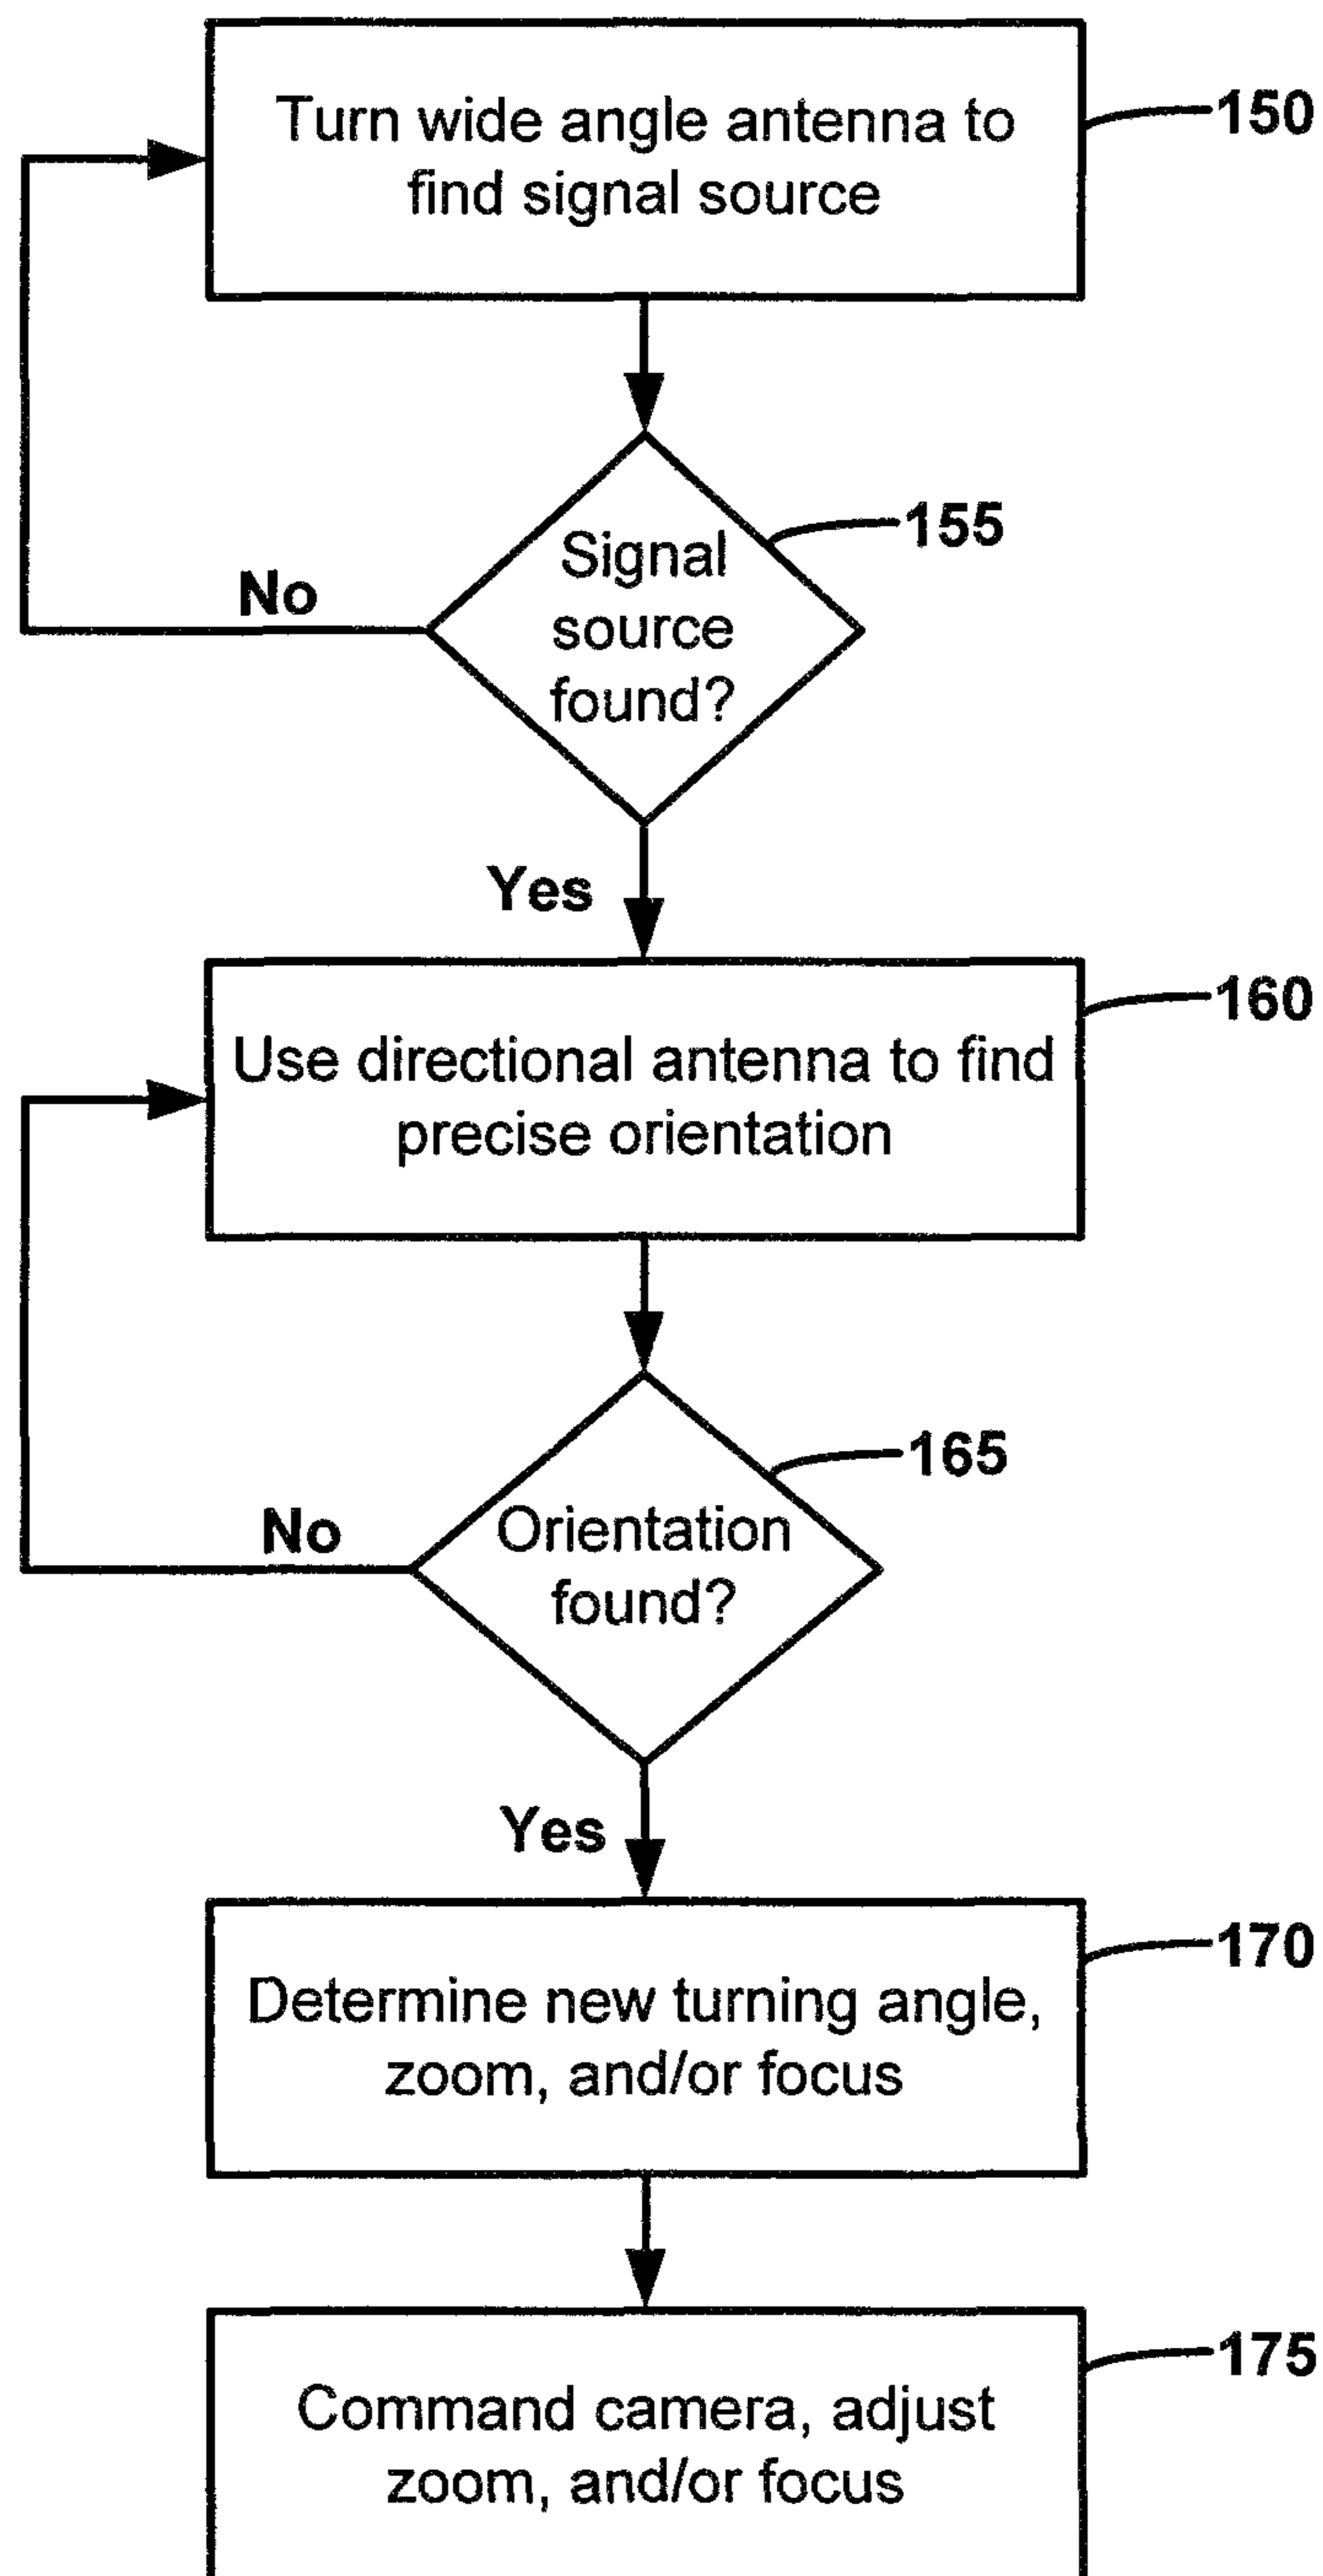 Turn wide angle antenna to
find signal source
150
Signal
source
found?
155
No
Yes
Use directional antenna to find
precise orientation
160
Orientation
found?
165
No
Yes
Determine new turning angle,
zoom, and/or focus
170
Command camera, adjust
zoom, and/or focus
175